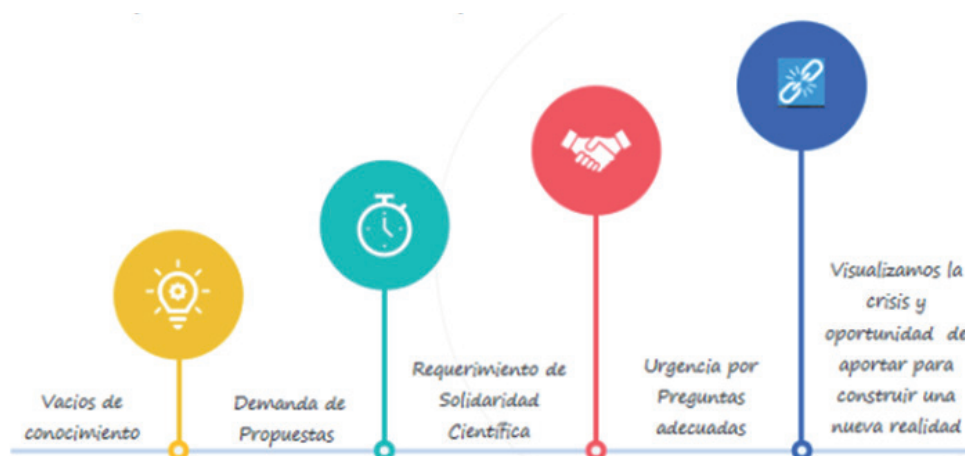 Vacios de
conocimiento
Demanda de
Propuestas
Requerimiento de
Solidaridad
Científica
Urgencia por
Preguntas
adecuadas
Visualizamos la
crisis y
oportunidad de
aportar para
construir una
nueva realidad